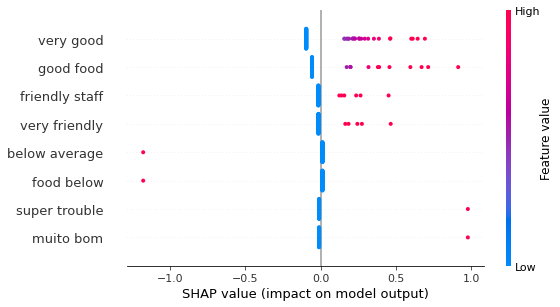 High
very good
good food
friendly staff
very friendly
below average
food below
super trouble
muito bom
Feature value
Low
−1.0 −0.5 0.0 0.5 1.0
SHAP value (impact on model output)